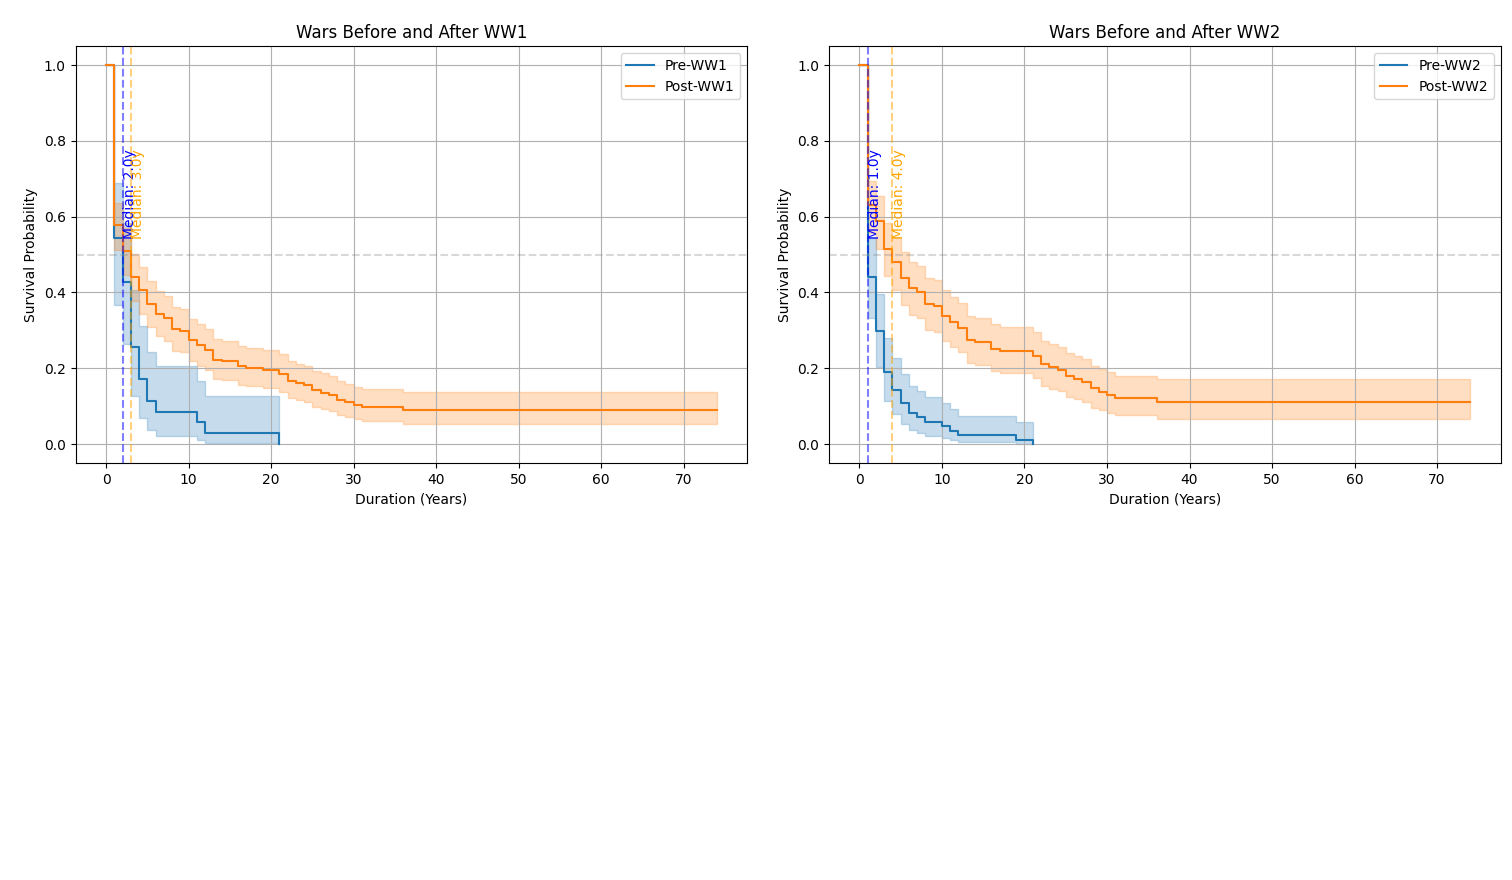 Wars Before and After WW1
Survival Probability
1.0
0.8
0.6
0.4
0.2
0.0
Median: 2.0y
Median: 3.0y
Pre-WW1
Post-WW1
0 10 20 30 40 50 60 70
Duration (Years)
Wars Before and After WW2
Survival Probability
1.0
0.8
0.6
0.4
0.2
0.0
Median: 1.0y
Median: 4.0y
Pre-WW2
Post-WW2
0 10 20 30 40 50 60 70
Duration (Years)